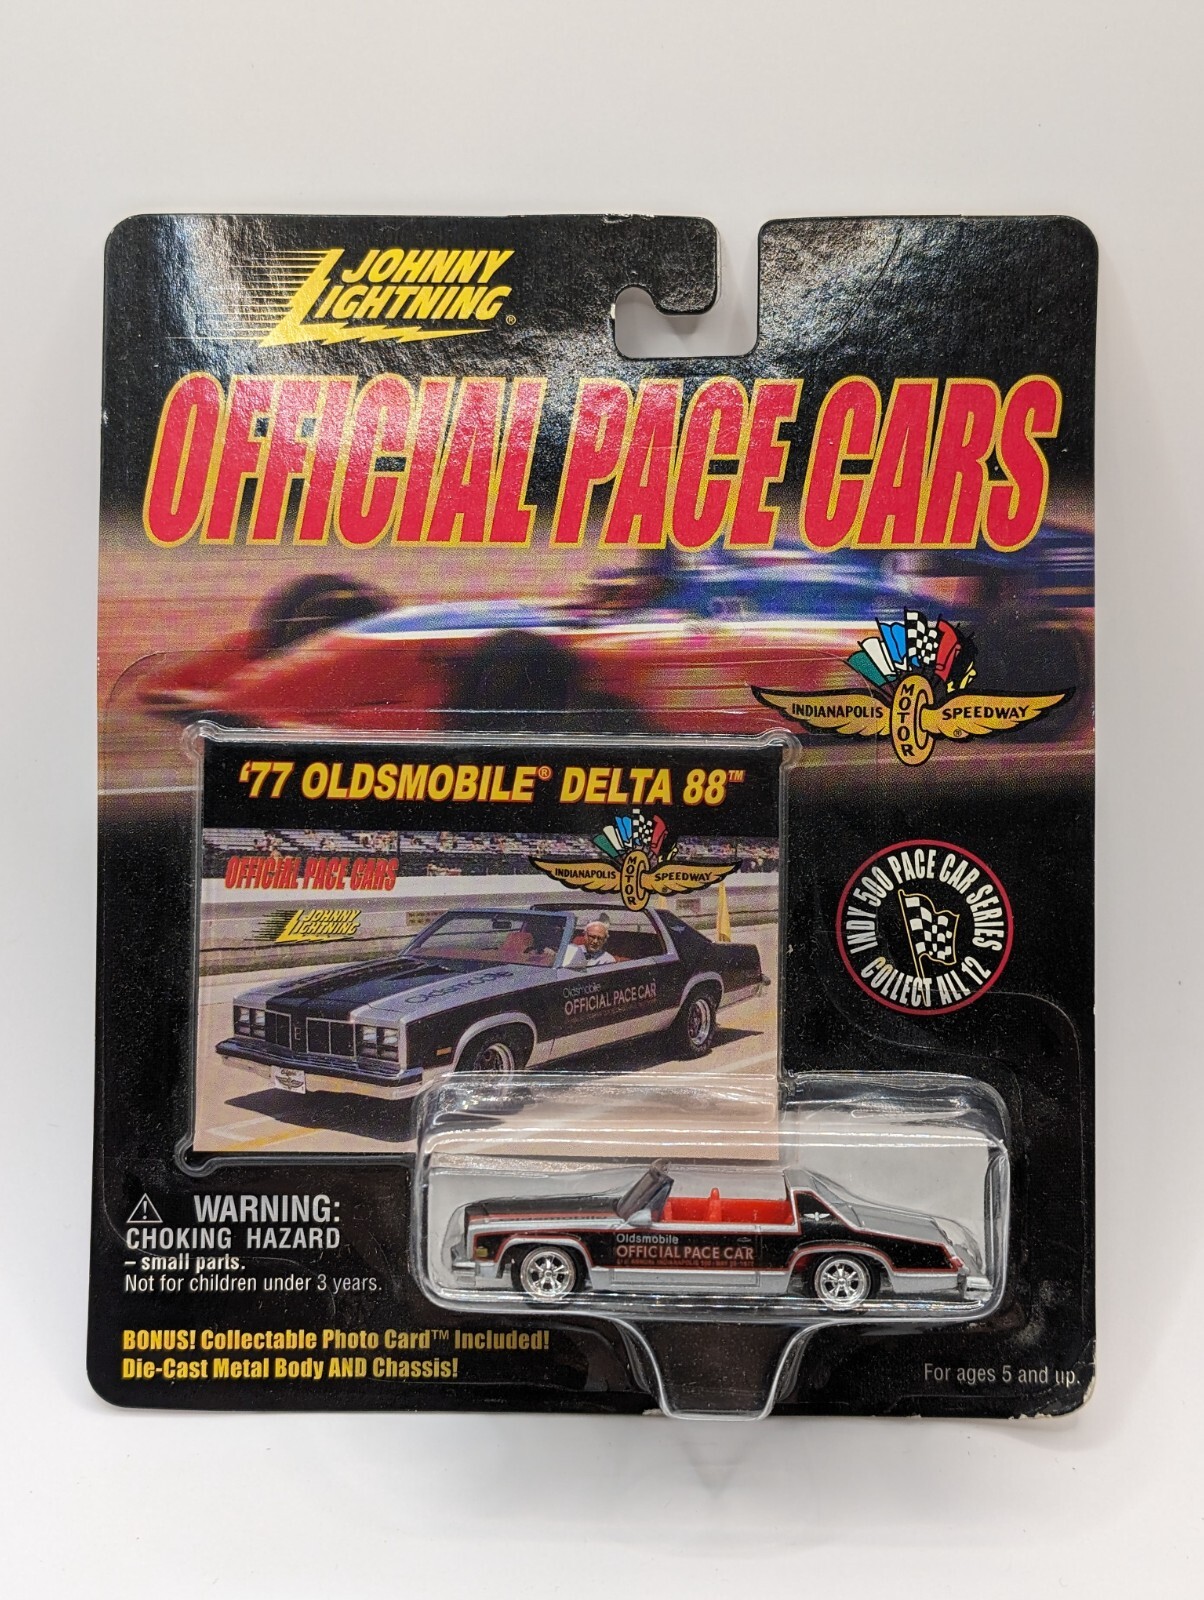 JOHNNY
LIGHTNING®
OFFICIAL PACE CARS
INDIANAPOLIS MOTOR SPEEDWAY®
'77 OLDSMOBILE® DELTA 88™
OFFICIAL PACE CARS
INDIANAPOLIS MOTOR SPEEDWAY
JOHNNY
LIGHTNING
Oldsmobile
Oldsmobile
OFFICIAL PACE CAR
INDY 500 PACE CAR SERIES
COLLECT ALL 12
WARNING:
CHOKING HAZARD
– small parts.
Not for children under 3 years.
Oldsmobile
OFFICIAL PACE CAR
BONUS! Collectable Photo Card™ Included!
Die-Cast Metal Body AND Chassis!
For ages 5 and up.